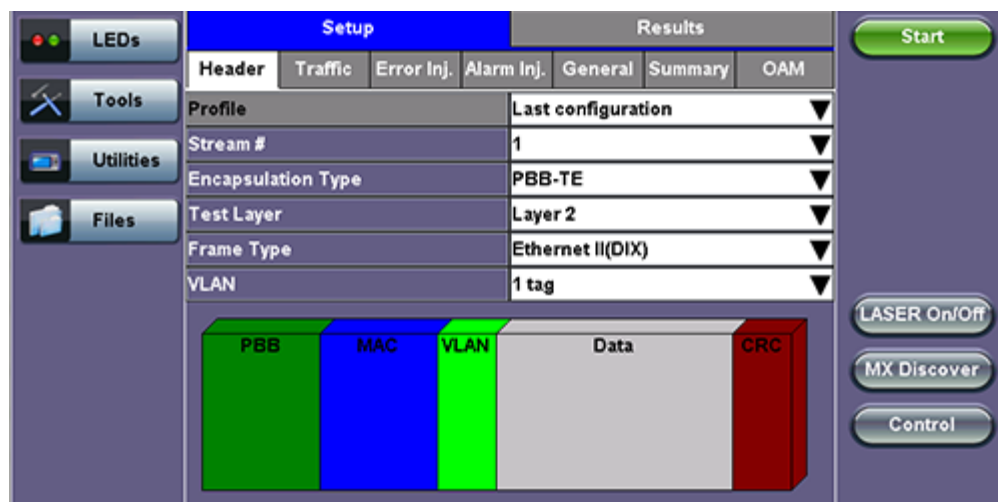 LEDs
Tools
Utilities
Files
Setup
Results
Header
Traffic
Error Inj.
Alarm Inj.
General
Summary
OAM
Profile
Last configuration
Stream #
1
Encapsulation Type
PBB-TE
Test Layer
Layer 2
Frame Type
Ethernet II(DIX)
VLAN
1 tag
PBB
MAC
VLAN
Data
CRC
Start
LASER On/Off
MX Discover
Control